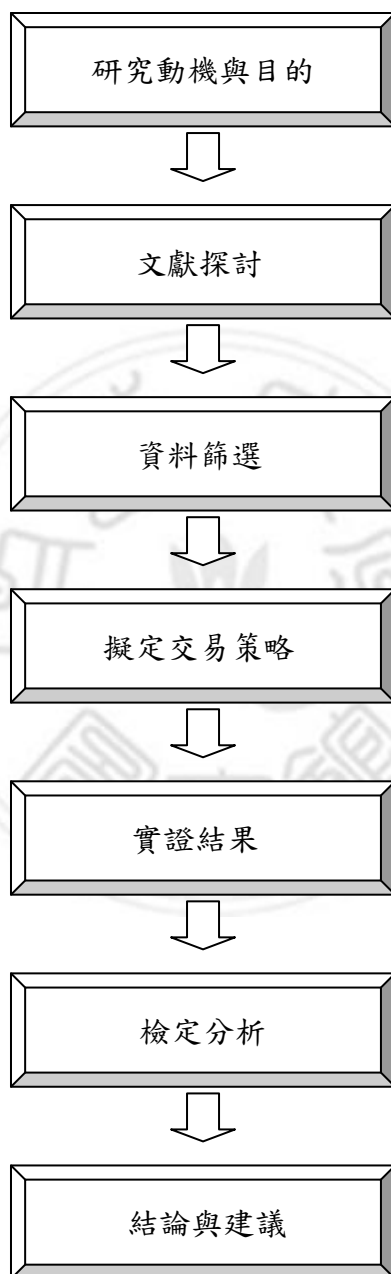 研究動機與目的
文獻探討
資料篩選
擬定交易策略
實證結果
檢定分析
結論與建議